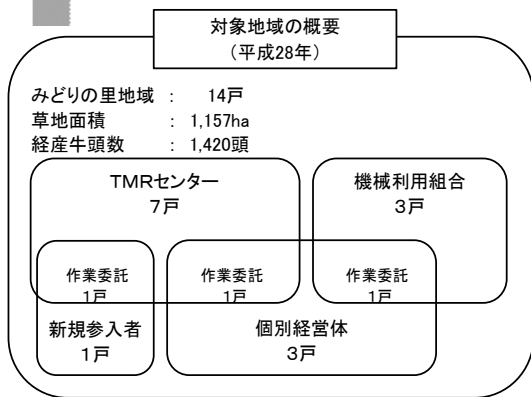 対象地域の概要
（平成28年）
みどりの里地域 : 14戸
草地面積 : 1,157ha
経産牛頭数 : 1,420頭
TMRセンター
7戸
機械利用組合
3戸
作業委託
1戸
作業委託
1戸
作業委託
1戸
新規参入者
1戸
個別経営体
3戸